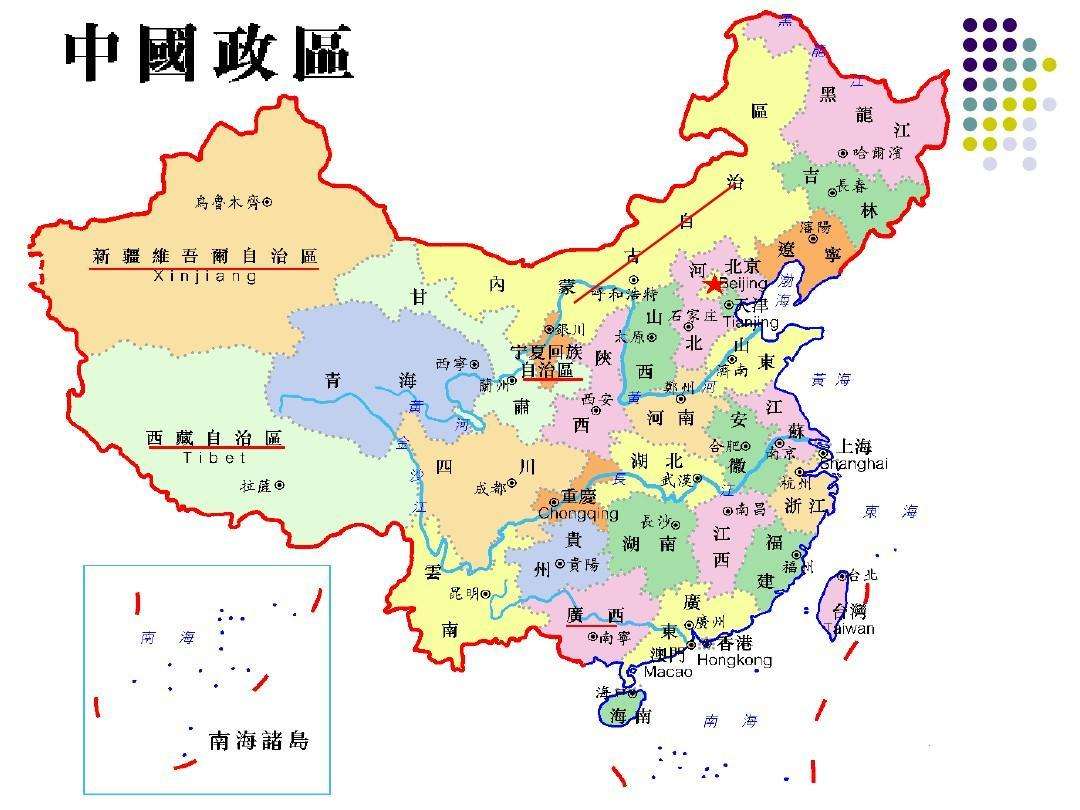 中國政區
黑
龍
江
黑
龍
江
哈爾濱
區
治
自
古
蒙
內
吉
林
長春
烏魯木齊
新疆維吾爾自治區
Xinjiang
瀋陽
遼寧
河
北
北京
Beijing
渤
海
天津
Tianjing
呼和浩特
甘
肅
銀川
宁夏回族
自治區
山
西
太原
石家庄
陝
西
西安
山
東
濟南
青海
西寧
蘭州
黃
河
黃
河
鄭州
河南
黃海
江
蘇
南京
安
徽
合肥
上海
Shanghai
西藏自治區
Tibet
拉薩
金
沙
江
四川
成都
湖北
武漢
長
江
杭州
浙江
重慶
Chongqing
東海
長沙
湖南
南昌
江
西
福
建
福州
貴
州
貴陽
雲
南
昆明
台北
台灣
Taiwan
廣西
南寧
廣
東
廣州
香港
Hongkong
澳門
Macao
海口
海南
南海
南海
南海諸島